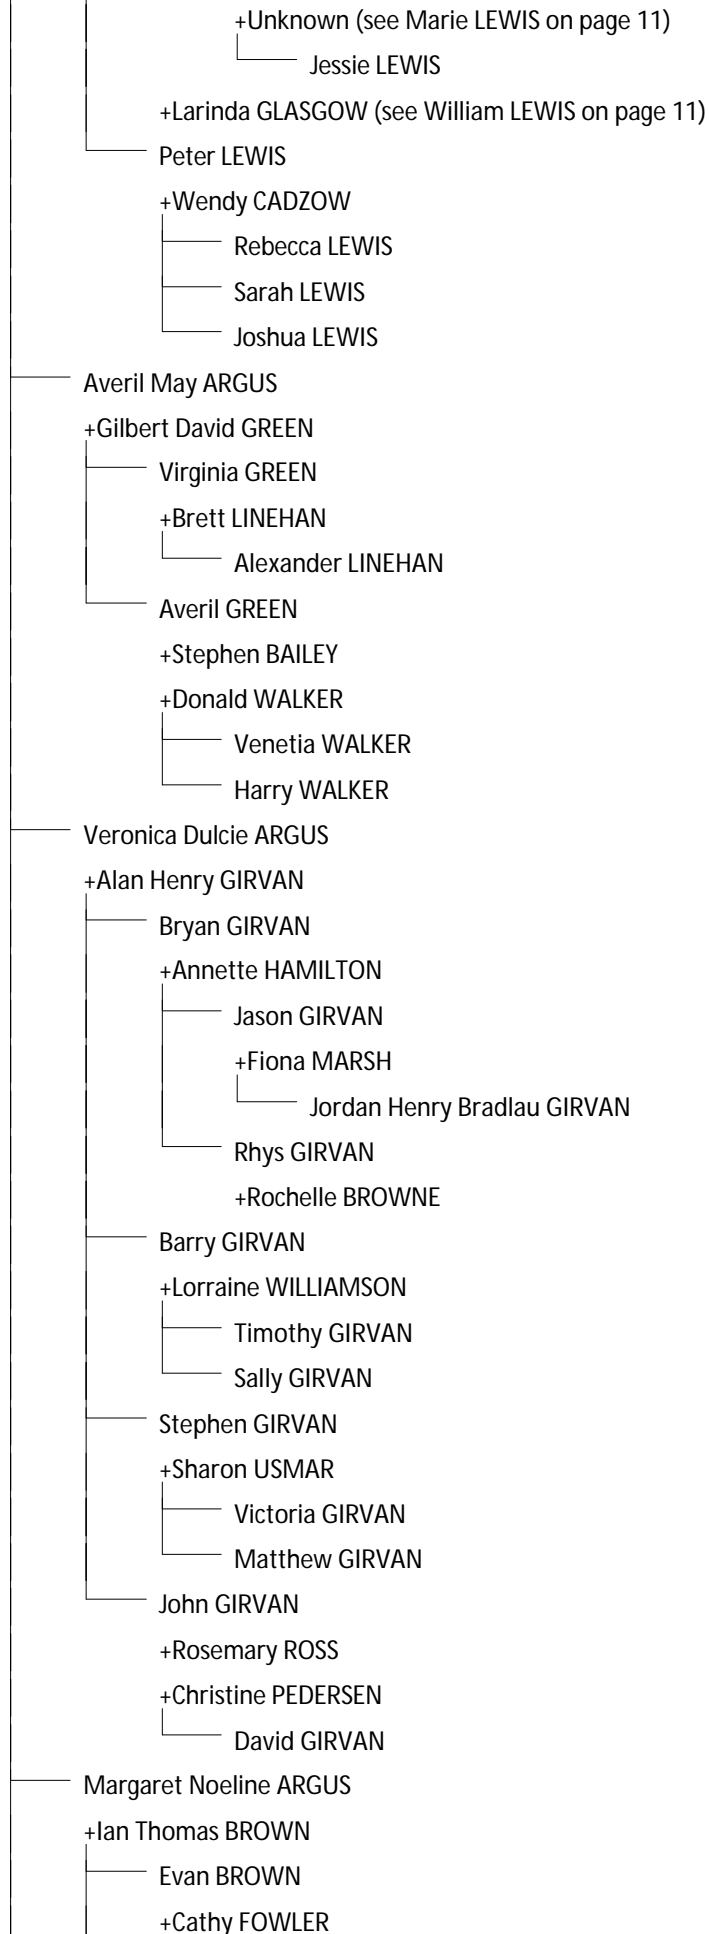 +Unknown (see Marie LEWIS on page 11)
Jessie LEWIS
+Larinda GLASGOW (see William LEWIS on page 11)
Peter LEWIS
+Wendy CADZOW
Rebecca LEWIS
Sarah LEWIS
Joshua LEWIS
Averil May ARGUS
+Gilbert David GREEN
Virginia GREEN
+Brett LINEHAN
Alexander LINEHAN
Averil GREEN
+Stephen BAILEY
+Donald WALKER
Venetia WALKER
Harry WALKER
Veronica Dulcie ARGUS
+Alan Henry GIRVAN
Bryan GIRVAN
+Annette HAMILTON
Jason GIRVAN
+Fiona MARSH
Jordan Henry Bradlau GIRVAN
Rhys GIRVAN
+Rochelle BROWNE
Barry GIRVAN
+Lorraine WILLIAMSON
Timothy GIRVAN
Sally GIRVAN
Stephen GIRVAN
+Sharon USMAR
Victoria GIRVAN
Matthew GIRVAN
John GIRVAN
+Rosemary ROSS
+Christine PEDERSEN
David GIRVAN
Margaret Noeline ARGUS
+Ian Thomas BROWN
Evan BROWN
+Cathy FOWLER